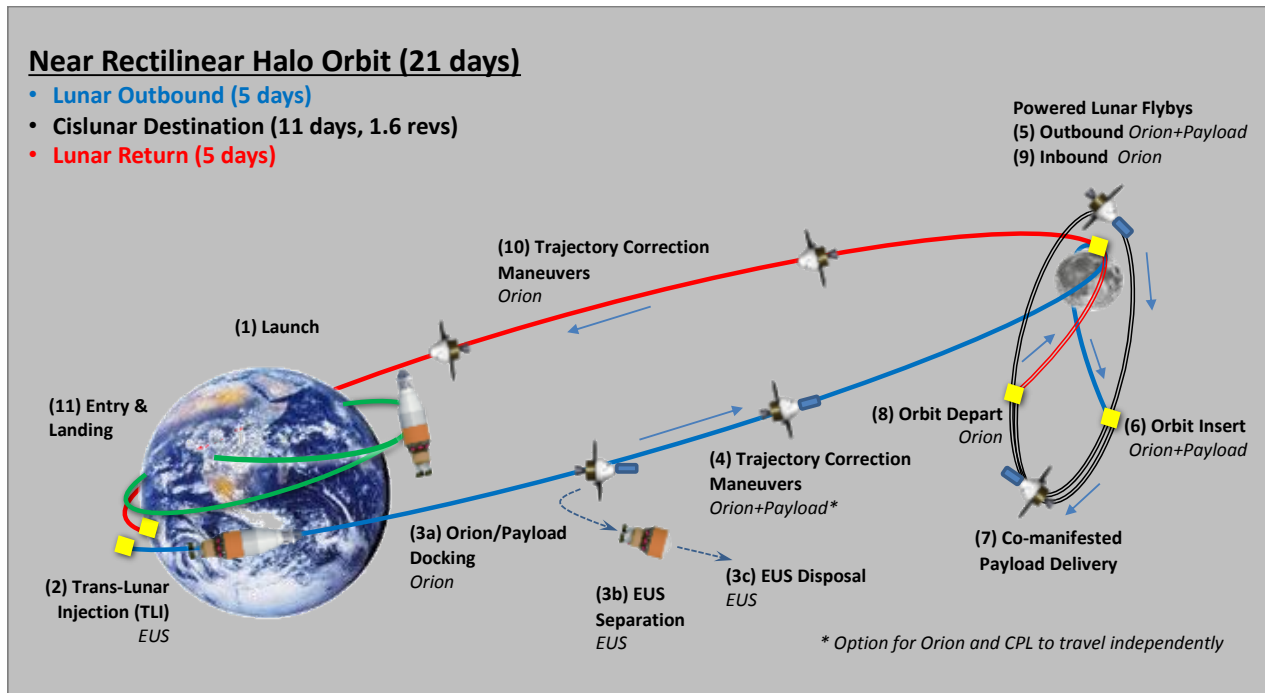 Near Rectilinear Halo Orbit (21 days)
• Lunar Outbound (5 days)
• Cislunar Destination (11 days, 1.6 revs)
• Lunar Return (5 days)
Powered Lunar Flybys
(5) Outbound Orion+Payload
(9) Inbound Orion
(10) Trajectory Correction
Maneuvers
Orion
(1) Launch
(11) Entry &
Landing
(8) Orbit Depart
Orion
(6) Orbit Insert
Orion+Payload
(4) Trajectory Correction
Maneuvers
Orion+Payload*
(3a) Orion/Payload
Docking
Orion
(7) Co-manifested
Payload Delivery
(2) Trans-Lunar
Injection (TLI)
EUS
(3b) EUS
Separation
EUS
(3c) EUS Disposal
EUS
* Option for Orion and CPL to travel independently